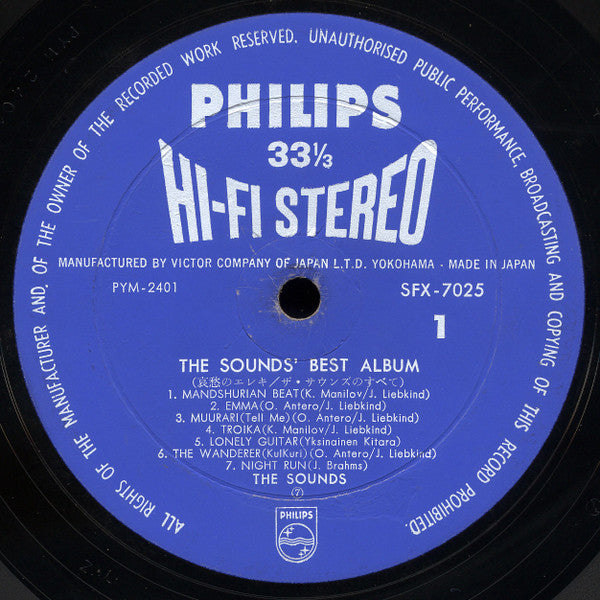 ALL RIGHTS OF THE MANUFACTURER AND, OF THE OWNER OF THE RECORDED WORK RESERVED. UNAUTHORISED PUBLIC PERFORMANCE, BROADCASTING AND COPYING OF THIS RECORD PROHIBITED.
PHILIPS
33⅓
HI-FI STEREO
MANUFACTURED BY VICTOR COMPANY OF JAPAN L.T.D. YOKOHAMA - MADE IN JAPAN
PYM-2401 SFX-7025
1
THE SOUNDS' BEST ALBUM
(哀愁のエレキ/ザ・サウンズのすべて)
1. MANDSHURIAN BEAT(K. Manilov/J. Liebkind)
2. EMMA(O. Antero/J. Liebkind)
3. MUURARI(Tell Me)(O. Antero/J. Liebkind)
4. TROIKA(K. Manilov/J. Liebkind)
5. LONELY GUITAR(Yksinainen Kitara)
6. THE WANDERER(KulKuri)(O. Antero/J. Liebkind)
7. NIGHT RUN(J. Brahms)
THE SOUNDS
(7)
PHILIPS